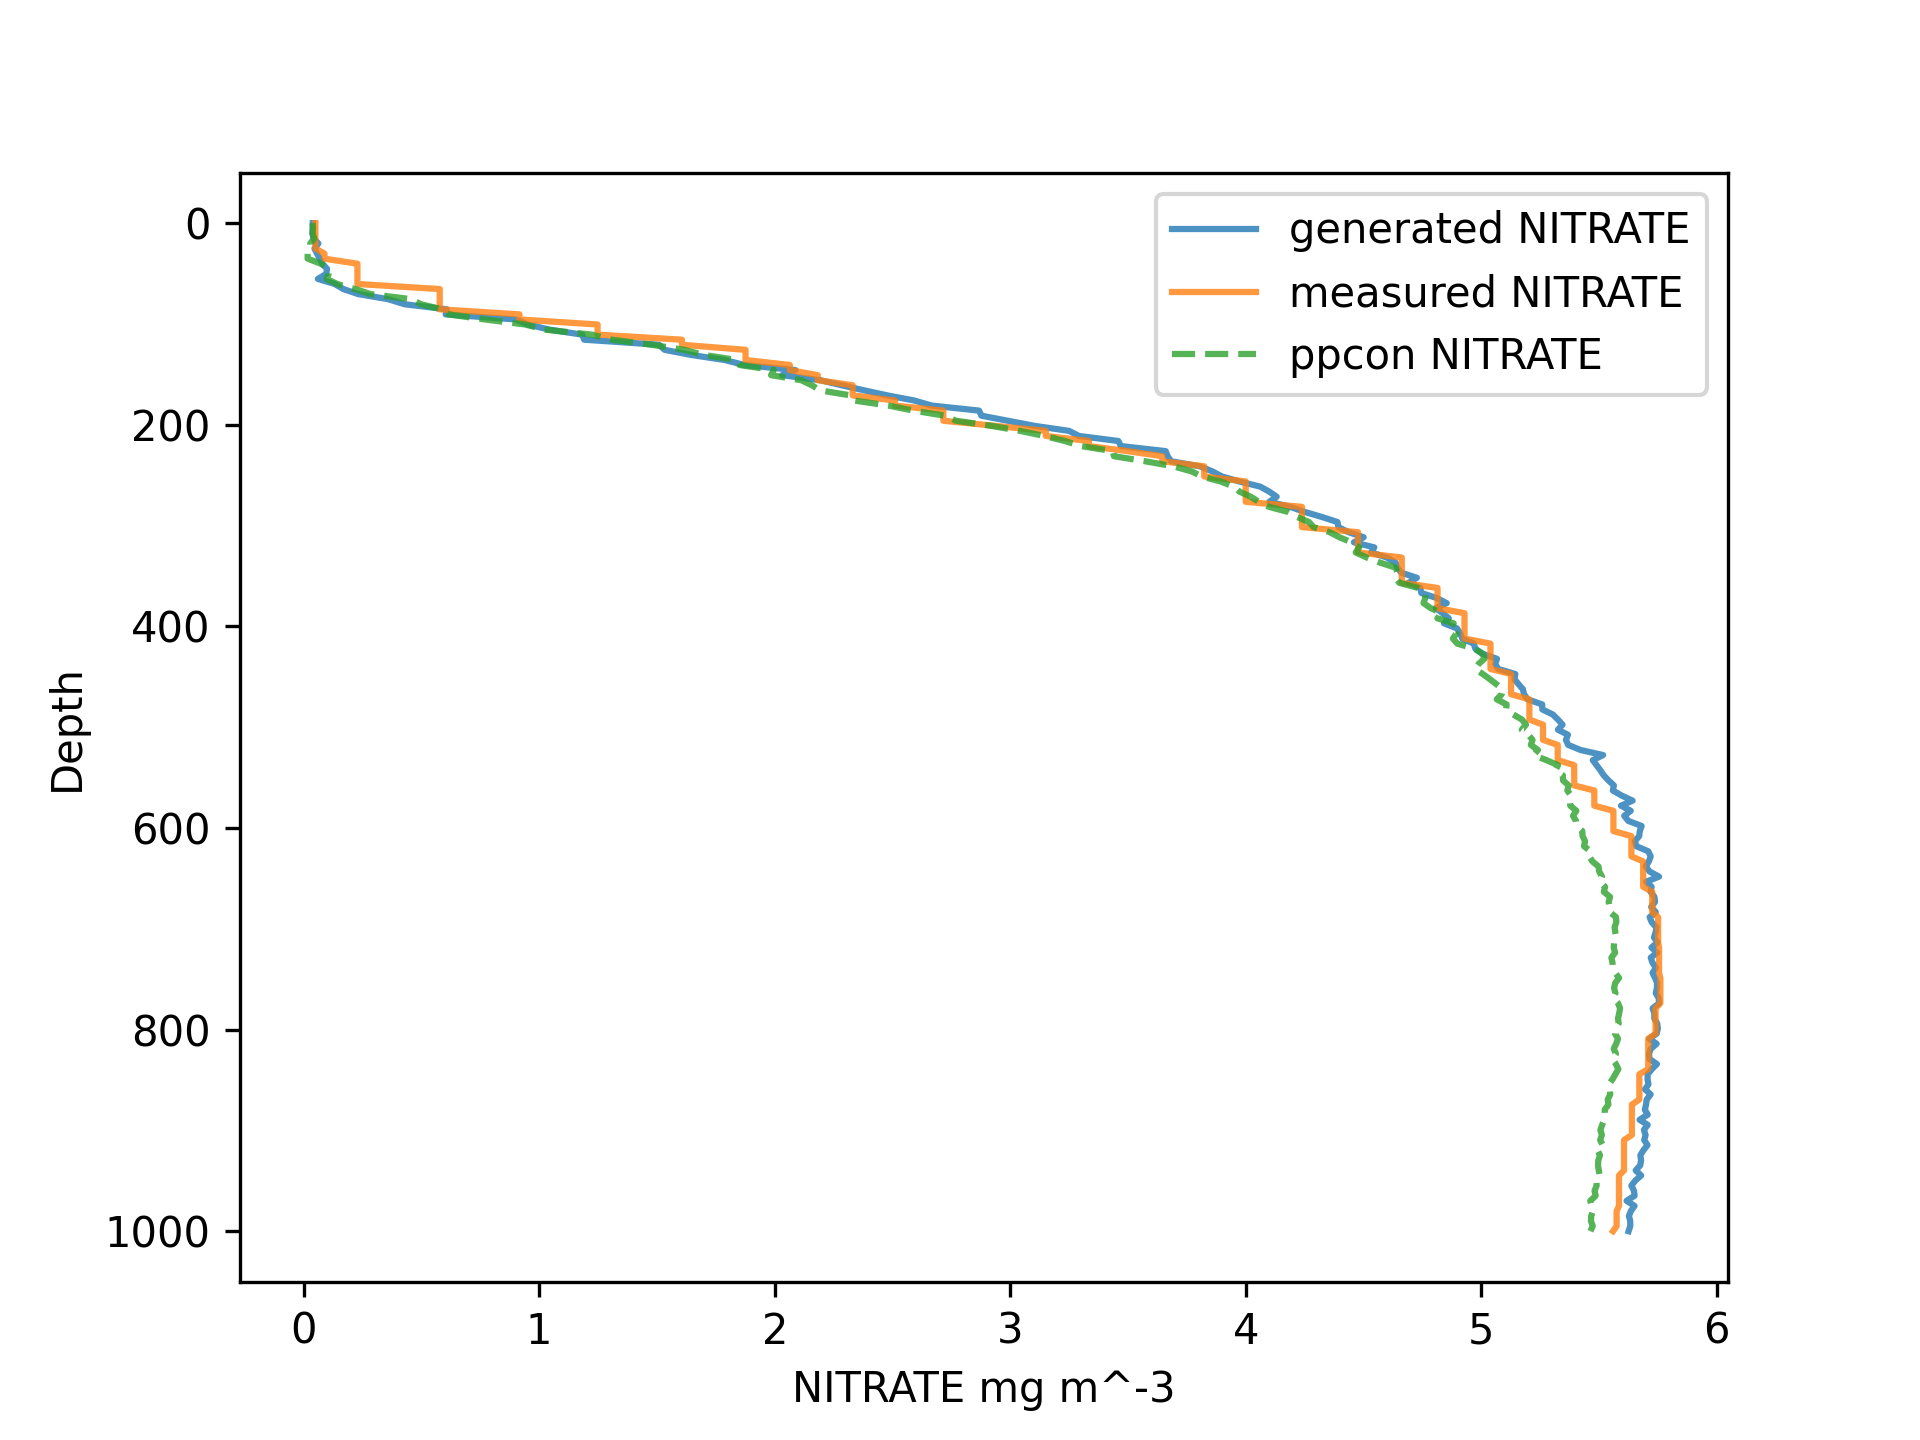 generated NITRATE
measured NITRATE
ppcon NITRATE
0
200
400
600
800
1000
Depth
0 1 2 3 4 5 6
NITRATE mg m^-3